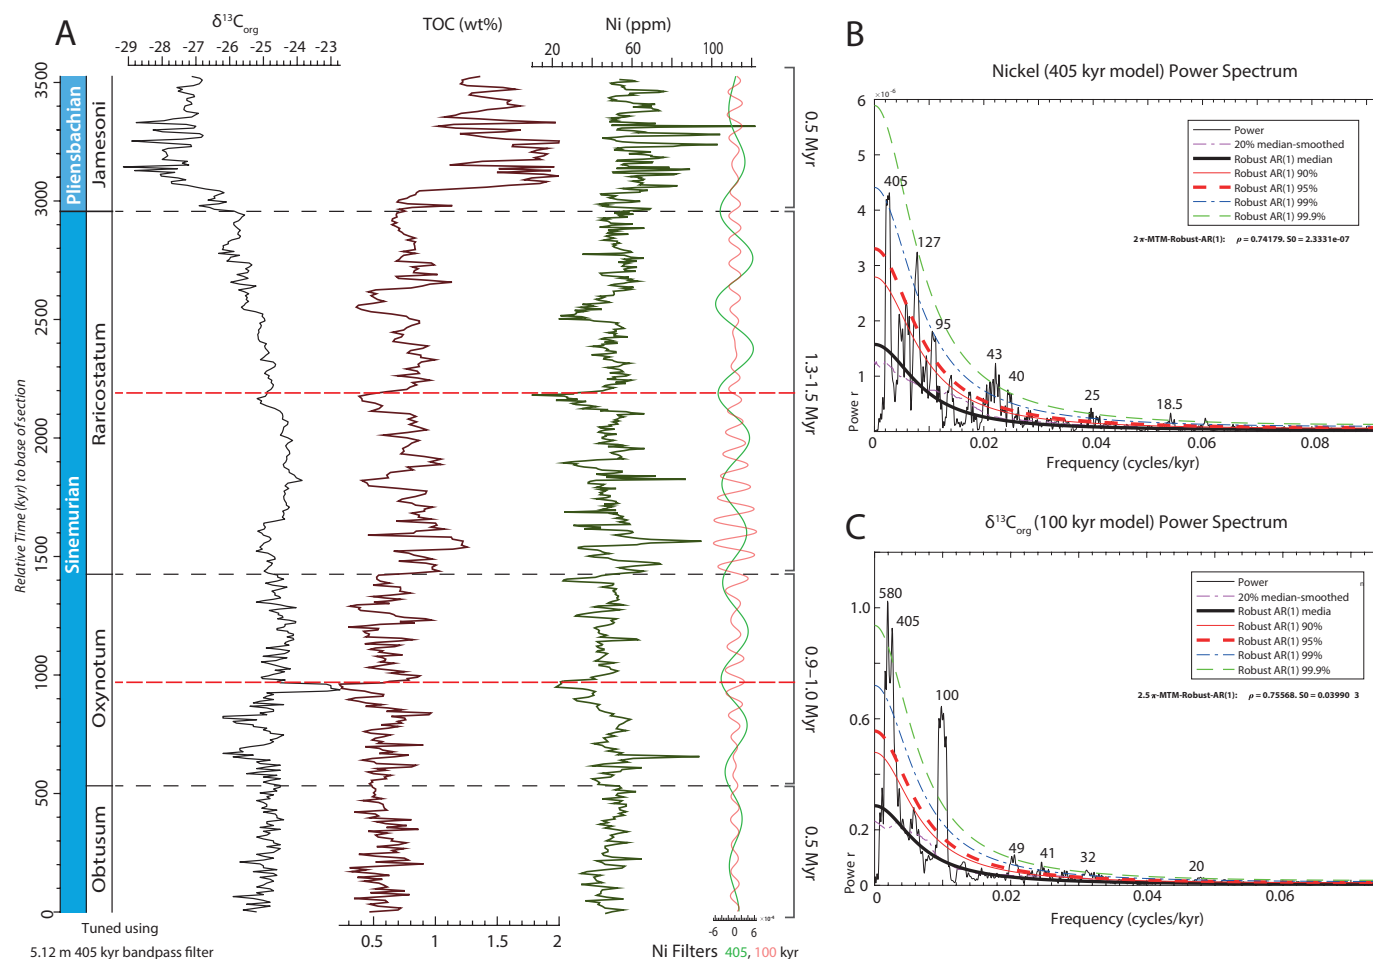 A
δ13Corg
-29 -28 -27 -26 -25 -24 -23
TOC (wt%)
Ni (ppm)
20 60 100
3500
3000
2500
2000
1500
1000
500
0
Relative Time (kyr) to base of section
Pliensbachian
Sinemurian
Jamesoni
Raricostatum
Oxynotum
Obtusum
0.5 Myr
1.3-1.5 Myr
0.9–1.0 Myr
0.5 Myr
Tuned using
5.12 m 405 kyr bandpass filter
0.5 1 1.5 2
-6 0 6
Ni Filters 405, 100 kyr
B
Nickel (405 kyr model) Power Spectrum
×10⁻⁶
6
5
4
3
2
1
Power
405
127
95
43
40
25
18.5
Power
20% median-smoothed
Robust AR(1) median
Robust AR(1) 90%
Robust AR(1) 95%
Robust AR(1) 99%
Robust AR(1) 99.9%
2π-MTM-Robust-AR(1): ρ = 0.74179. S0 = 2.3331e-07
0 0.02 0.04 0.06 0.08
Frequency (cycles/kyr)
C
δ13Corg (100 kyr model) Power Spectrum
1.0
0.6
0.2
0
Power
580
405
100
49
41
32
20
Power
n
20% median-smoothed
Robust AR(1) media
Robust AR(1) 90%
Robust AR(1) 95%
Robust AR(1) 99%
Robust AR(1) 99.9%
2.5π-MTM-Robust-AR(1): ρ = 0.75568. S0 = 0.03990 3
0 0.02 0.04 0.06
Frequency (cycles/kyr)